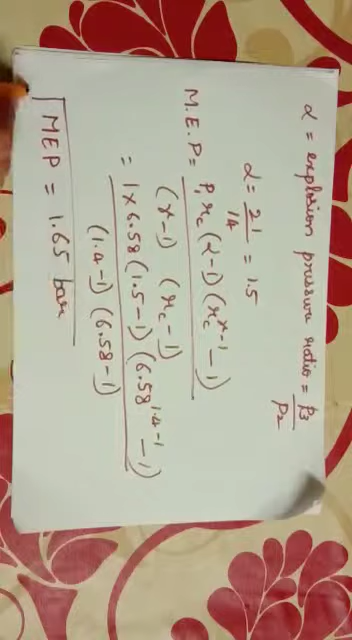 α = explosion pressure ratio = p3/p2
α = 21/14 = 1.5
M.E.P = P1 rc (α-1) (rc^γ-1 - 1) / (γ-1) (rc-1)
= 1 × 6.58 (1.5-1) (6.58^1.4-1 - 1) / (1.4-1) (6.58-1)
MEP = 1.65 bar